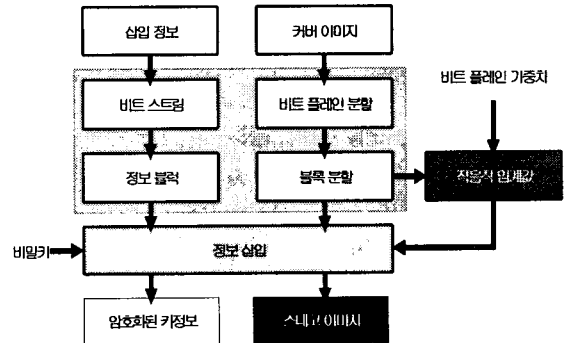 삽입 정보
커버 이미지
비트 플레인 가중치
비트 스트림
비트 플레인 분할
정보 블럭
블록 분할
적응적 임계값
비밀키
정보 삽입
암호화된 키정보
스테고 이미지